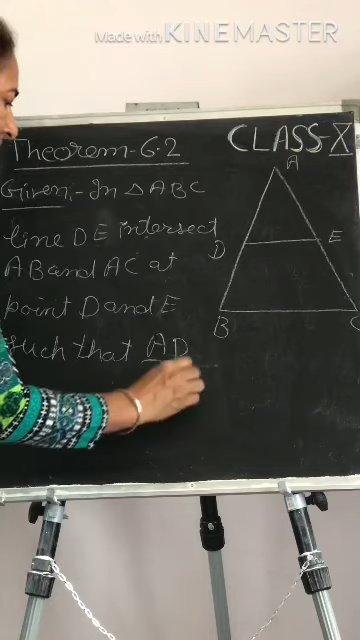 Made with KINEMASTER
CLASS-X
Theorem-6.2
Given:- In △ABC
line DE intersect
AB and AC at
point D and E
such that AD
A
D
E
B
C